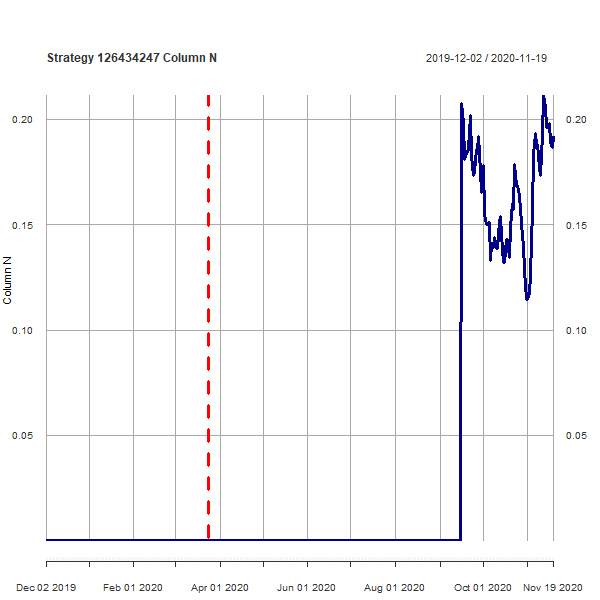 Strategy 126434247 Column N 2019-12-02 / 2020-11-19
0.20 0.20
0.15 0.15
0.10 0.10
0.05 0.05
Column N
Dec 02 2019 Feb 01 2020 Apr 01 2020 Jun 01 2020 Aug 01 2020 Oct 01 2020 Nov 19 2020